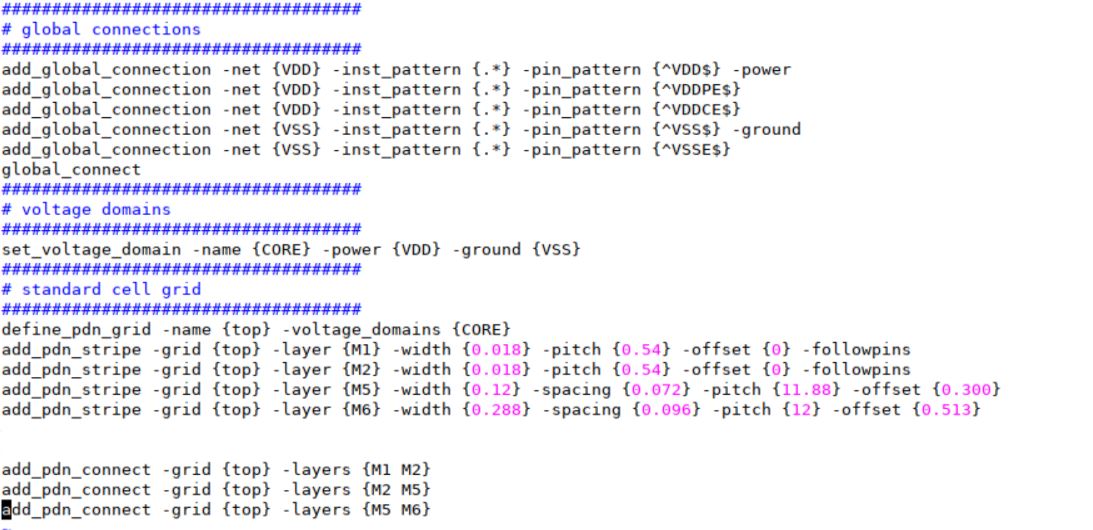 ####################################
# global connections
####################################
add_global_connection -net {VDD} -inst_pattern {.*} -pin_pattern {^VDD$} -power
add_global_connection -net {VDD} -inst_pattern {.*} -pin_pattern {^VDDPE$}
add_global_connection -net {VDD} -inst_pattern {.*} -pin_pattern {^VDDCE$}
add_global_connection -net {VSS} -inst_pattern {.*} -pin_pattern {^VSS$} -ground
add_global_connection -net {VSS} -inst_pattern {.*} -pin_pattern {^VSSE$}
global_connect
####################################
# voltage domains
####################################
set_voltage_domain -name {CORE} -power {VDD} -ground {VSS}
####################################
# standard cell grid
####################################
define_pdn_grid -name {top} -voltage_domains {CORE}
add_pdn_stripe -grid {top} -layer {M1} -width {0.018} -pitch {0.54} -offset {0} -followpins
add_pdn_stripe -grid {top} -layer {M2} -width {0.018} -pitch {0.54} -offset {0} -followpins
add_pdn_stripe -grid {top} -layer {M5} -width {0.12} -spacing {0.072} -pitch {11.88} -offset {0.300}
add_pdn_stripe -grid {top} -layer {M6} -width {0.288} -spacing {0.096} -pitch {12} -offset {0.513}
add_pdn_connect -grid {top} -layers {M1 M2}
add_pdn_connect -grid {top} -layers {M2 M5}
add_pdn_connect -grid {top} -layers {M5 M6}